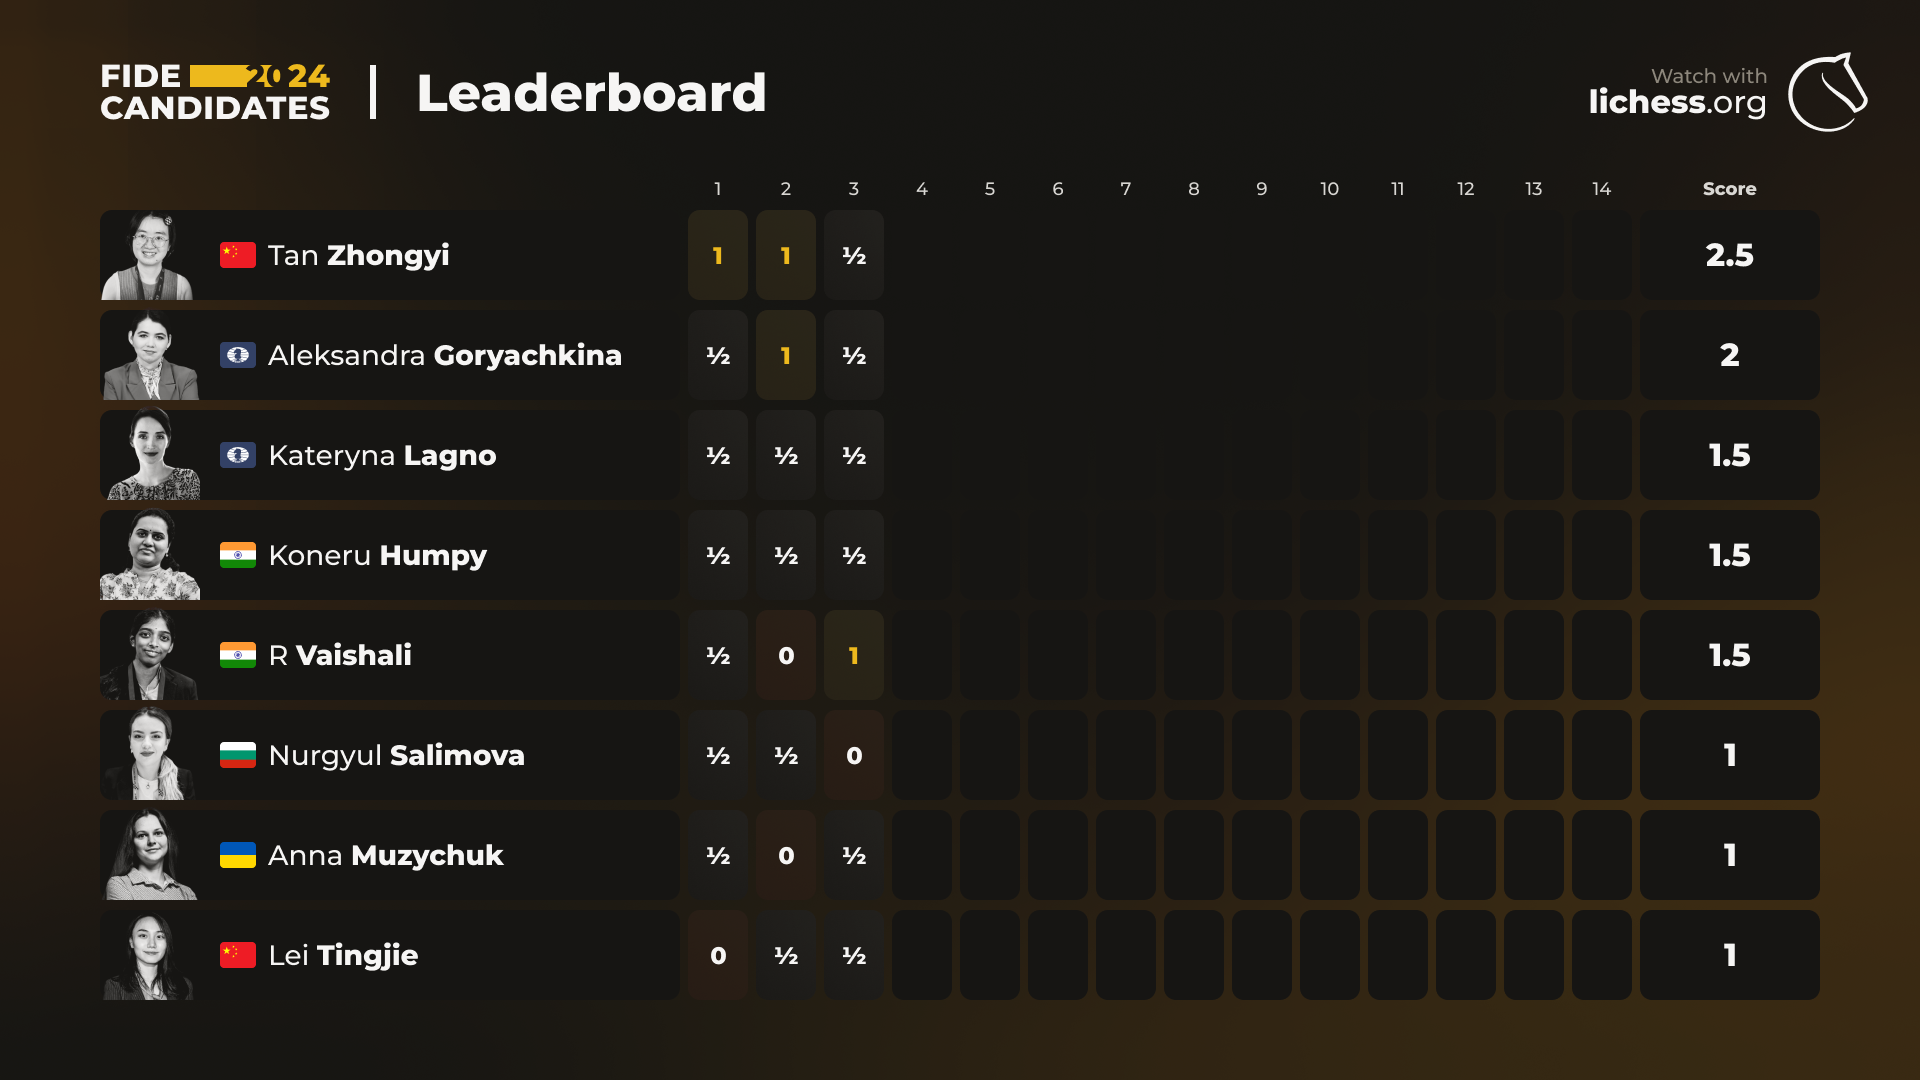 FIDE 2024
CANDIDATES
Leaderboard
Watch with
lichess.org
1 2 3 4 5 6 7 8 9 10 11 12 13 14 Score
Tan Zhongyi 1 1 ½ 2.5
Aleksandra Goryachkina ½ 1 ½ 2
Kateryna Lagno ½ ½ ½ 1.5
Koneru Humpy ½ ½ ½ 1.5
R Vaishali ½ 0 1 1.5
Nurgyul Salimova ½ ½ 0 1
Anna Muzychuk ½ 0 ½ 1
Lei Tingjie 0 ½ ½ 1